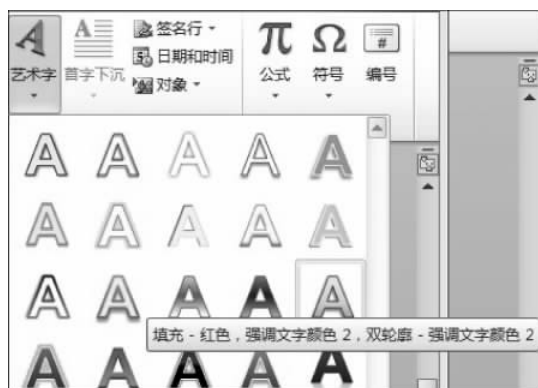 签名行
日期和时间
对象
艺术字 首字下沉 公式 符号 编号
填充 - 红色，强调文字颜色 2，双轮廓 - 强调文字颜色 2